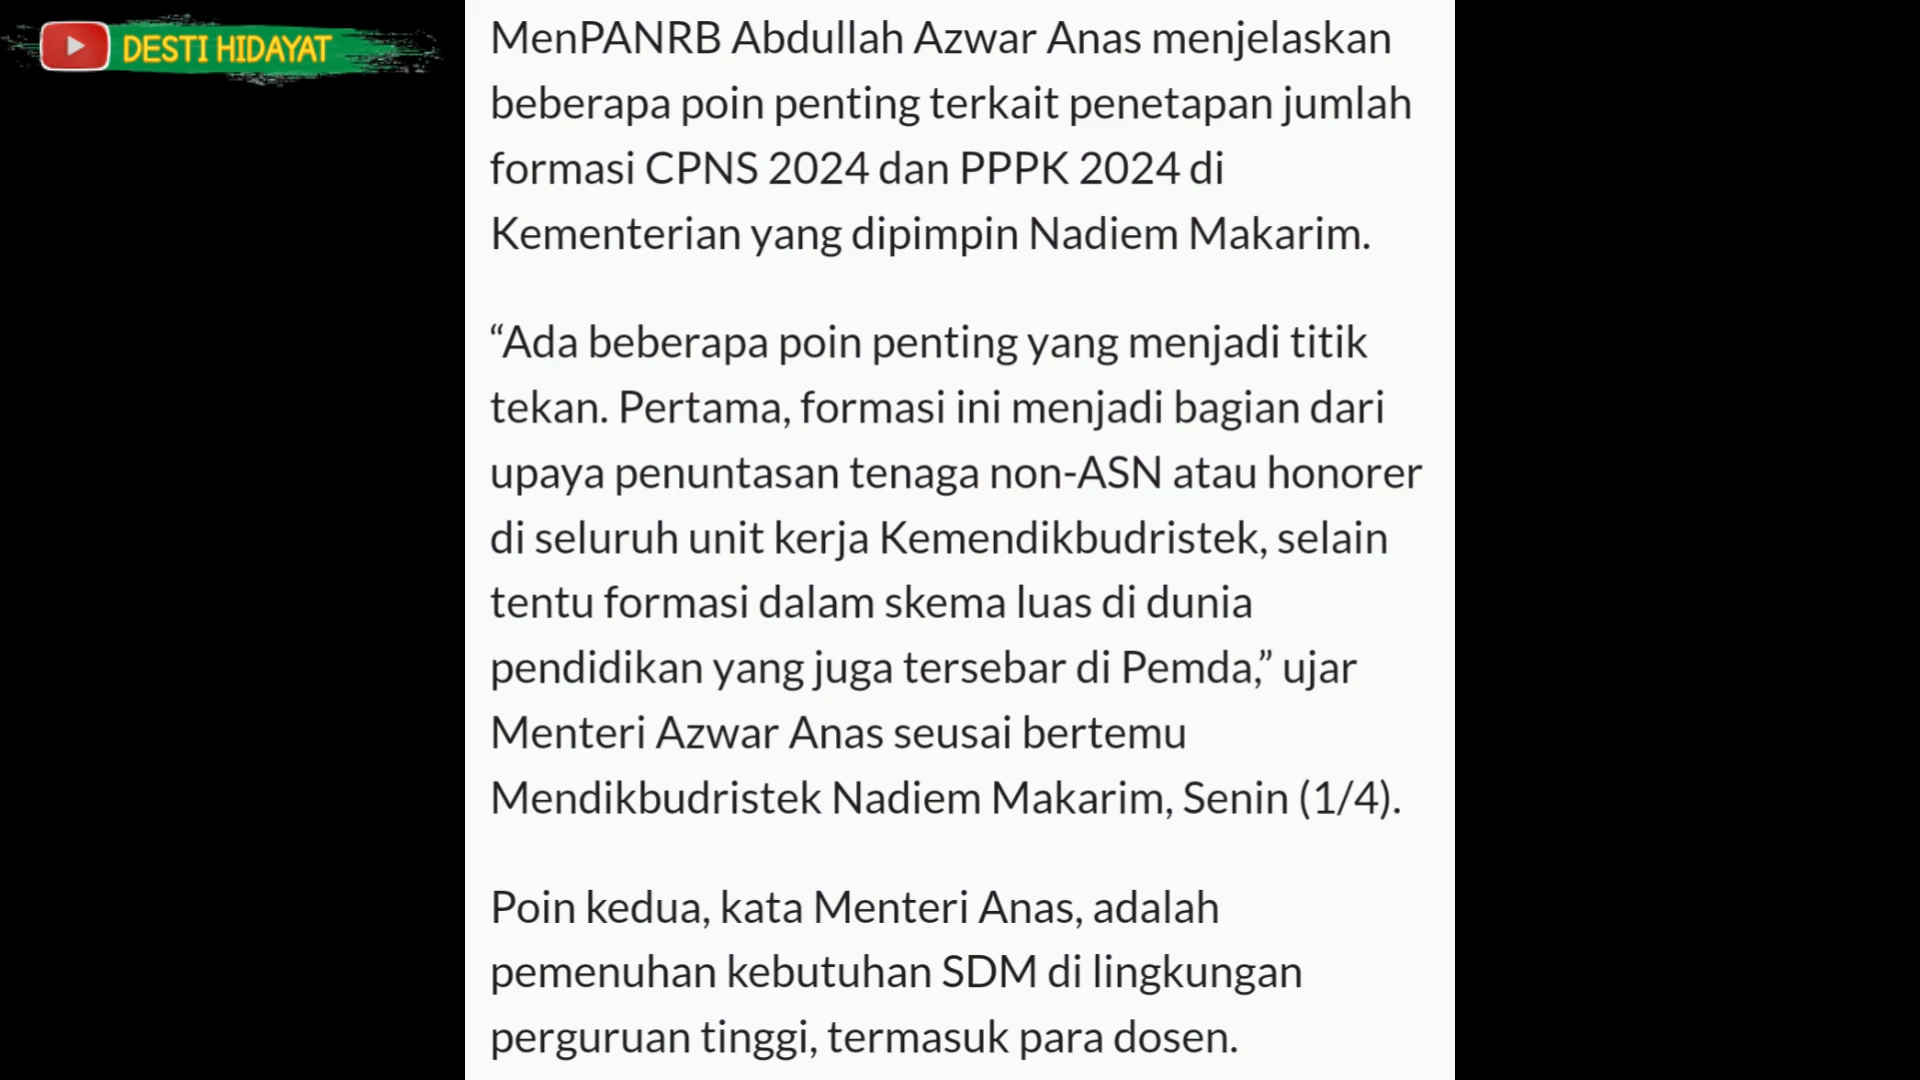 DESTI HIDAYAT
MenPANRB Abdullah Azwar Anas menjelaskan
beberapa poin penting terkait penetapan jumlah
formasi CPNS 2024 dan PPPK 2024 di
Kementerian yang dipimpin Nadiem Makarim.
“Ada beberapa poin penting yang menjadi titik
tekan. Pertama, formasi ini menjadi bagian dari
upaya penuntasan tenaga non-ASN atau honorer
di seluruh unit kerja Kemendikbudristek, selain
tentu formasi dalam skema luas di dunia
pendidikan yang juga tersebar di Pemda,” ujar
Menteri Azwar Anas seusai bertemu
Mendikbudristek Nadiem Makarim, Senin (1/4).
Poin kedua, kata Menteri Anas, adalah
pemenuhan kebutuhan SDM di lingkungan
perguruan tinggi, termasuk para dosen.